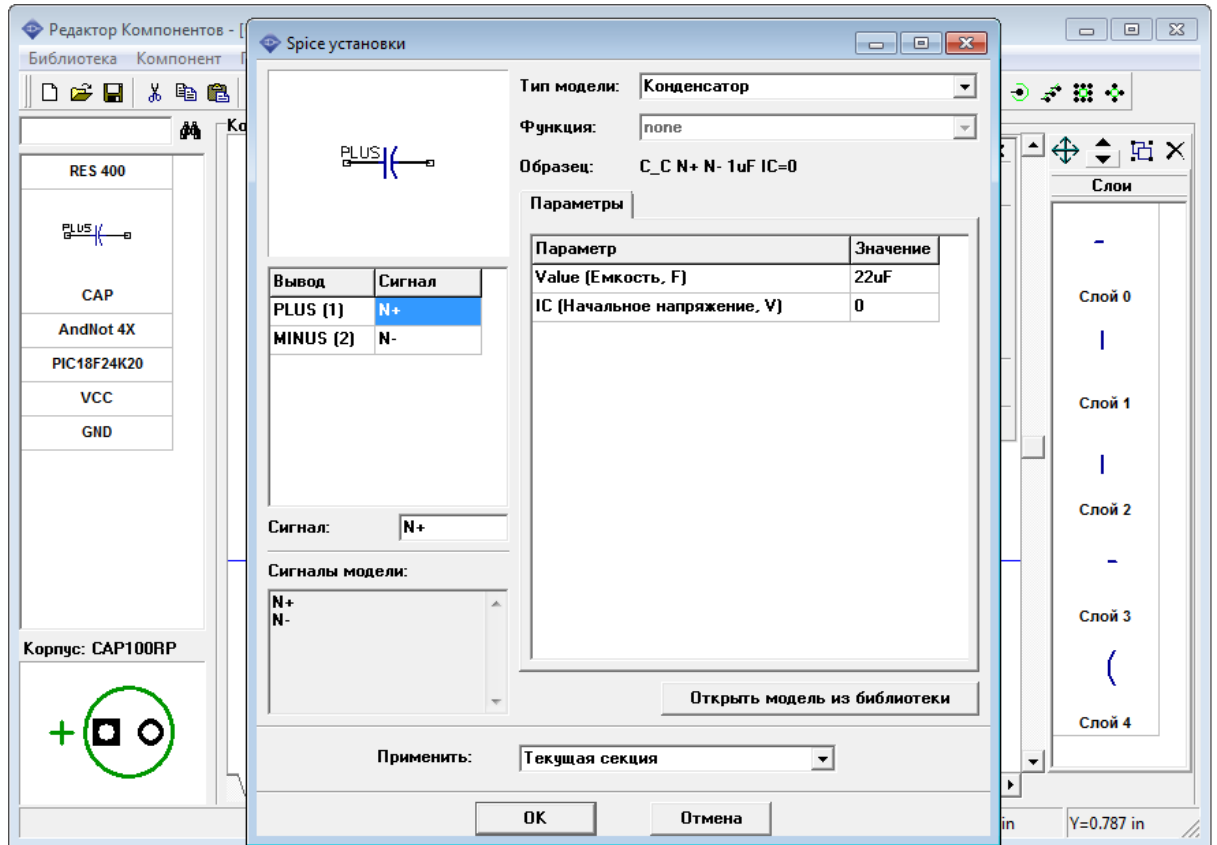 Редактор Компонентов - [
Библиотека Компонент
RES 400
PLUS
CAP
AndNot 4X
PIC18F24K20
VCC
GND
Корпус: CAP100RP
Spice установки
PLUS
Вывод Сигнал
PLUS (1) N+
MINUS (2) N-
Сигнал: N+
Сигналы модели:
N+
N-
Тип модели: Конденсатор
Функция: none
Образец: C_C N+ N- 1uF IC=0
Параметры
Параметр Значение
Value (Емкость, F) 22uF
IC (Начальное напряжение, V) 0
Открыть модель из библиотеки
Применить: Текущая секция
OK Отмена
Слои
Слой 0
Слой 1
Слой 2
Слой 3
Слой 4
in Y=0.787 in